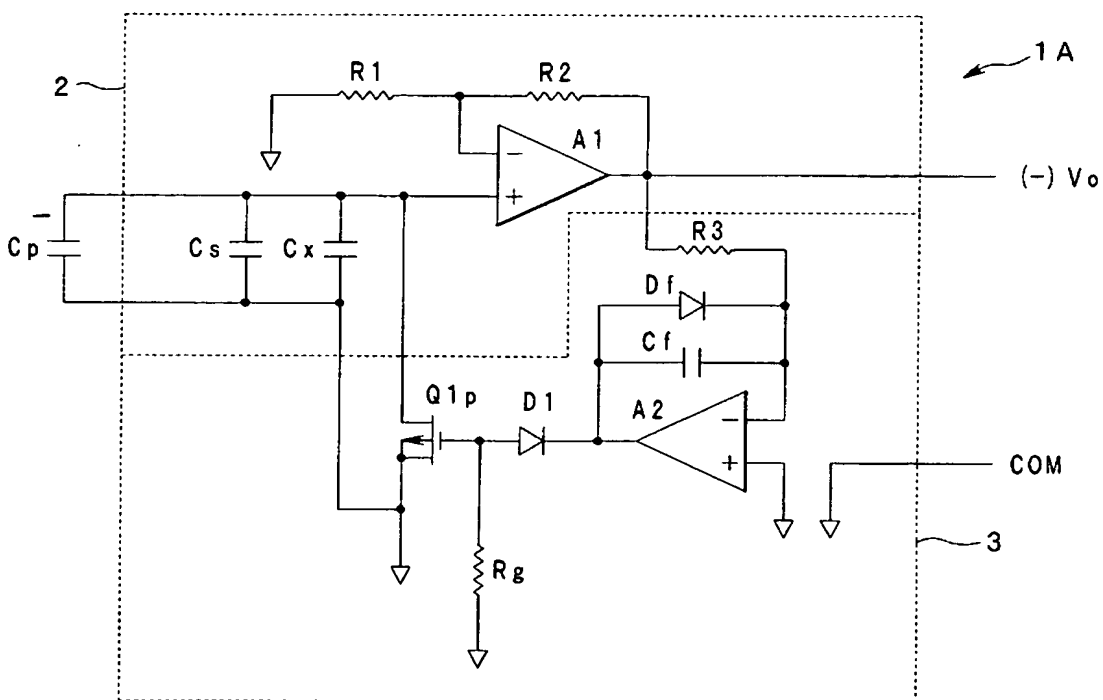 1A
2
R1
R2
A1
−
+
(-) Vo
−
Cp
Cs
Cx
R3
Df
Cf
Q1p
D1
A2
−
+
COM
Rg
3